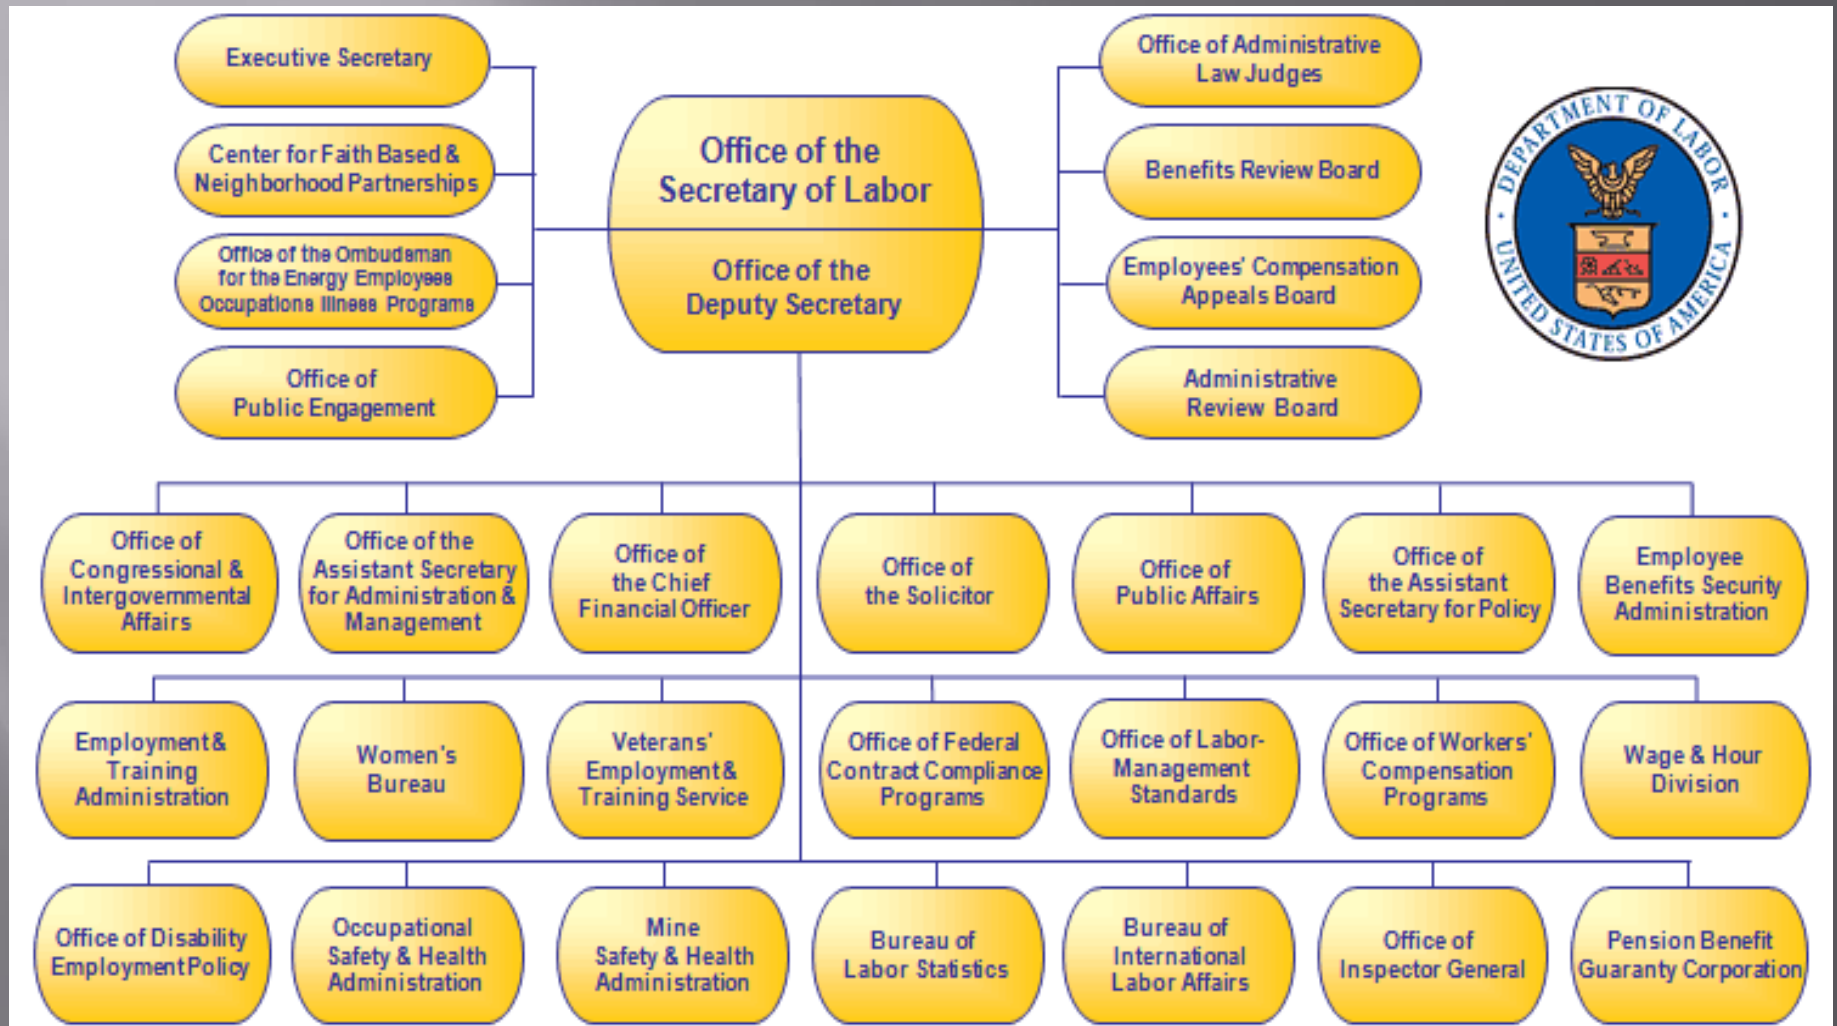 Executive Secretary
Center for Faith Based &
Neighborhood Partnerships
Office of the Ombudsman
for the Energy Employees
Occupations Illness Programs
Office of
Public Engagement
Office of the
Secretary of Labor
Office of the
Deputy Secretary
Office of Administrative
Law Judges
Benefits Review Board
Employees' Compensation
Appeals Board
Administrative
Review Board
DEPARTMENT OF LABOR
UNITED STATES OF AMERICA
Office of
Congressional &
Intergovernmental
Affairs
Office of the
Assistant Secretary
for Administration &
Management
Office of
the Chief
Financial Officer
Office of
the Solicitor
Office of
Public Affairs
Office of
the Assistant
Secretary for Policy
Employee
Benefits Security
Administration
Employment &
Training
Administration
Women's
Bureau
Veterans'
Employment &
Training Service
Office of Federal
Contract Compliance
Programs
Office of Labor-
Management
Standards
Office of Workers'
Compensation
Programs
Wage & Hour
Division
Office of Disability
Employment Policy
Occupational
Safety & Health
Administration
Mine
Safety & Health
Administration
Bureau of
Labor Statistics
Bureau of
International
Labor Affairs
Office of
Inspector General
Pension Benefit
Guaranty Corporation